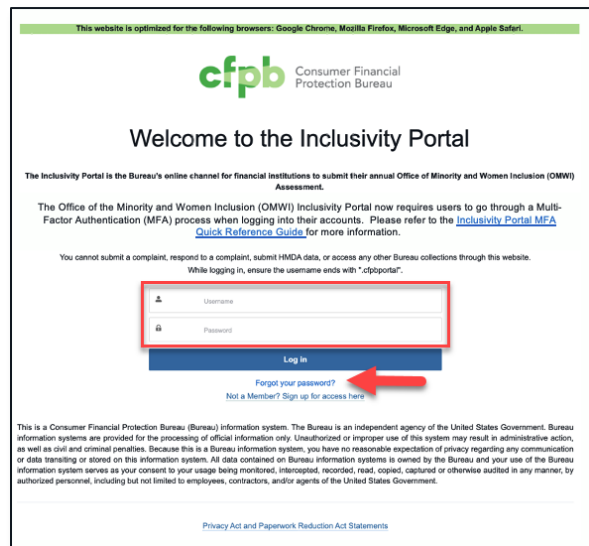 This website is optimized for the following browsers: Google Chrome, Mozilla Firefox, Microsoft Edge, and Apple Safari.
cfpb Consumer Financial
Protection Bureau
Welcome to the Inclusivity Portal
The Inclusivity Portal is the Bureau's online channel for financial institutions to submit their annual Office of Minority and Women Inclusion (OMWI)
Assessment.
The Office of the Minority and Women Inclusion (OMWI) Inclusivity Portal now requires users to go through a Multi-
Factor Authentication (MFA) process when logging into their accounts. Please refer to the Inclusivity Portal MFA
Quick Reference Guide for more information.
You cannot submit a complaint, respond to a complaint, submit HMDA data, or access any other Bureau collections through this website.
While logging in, ensure the username ends with ".cfpbportal".
Username
Password
Log in
Forgot your password?
Not a Member? Sign up for access here
This is a Consumer Financial Protection Bureau (Bureau) information system. The Bureau is an independent agency of the United States Government. Bureau
information systems are provided for the processing of official information only. Unauthorized or improper use of this system may result in administrative action,
as well as civil and criminal penalties. Because this is a Bureau information system, you have no reasonable expectation of privacy regarding any communication
or data transiting or stored on this information system. All data contained on Bureau information systems is owned by the Bureau and your use of the Bureau
information system serves as your consent to your usage being monitored, intercepted, recorded, read, copied, captured or otherwise audited in any manner, by
authorized personnel, including but not limited to employees, contractors, and/or agents of the United States Government.
Privacy Act and Paperwork Reduction Act Statements